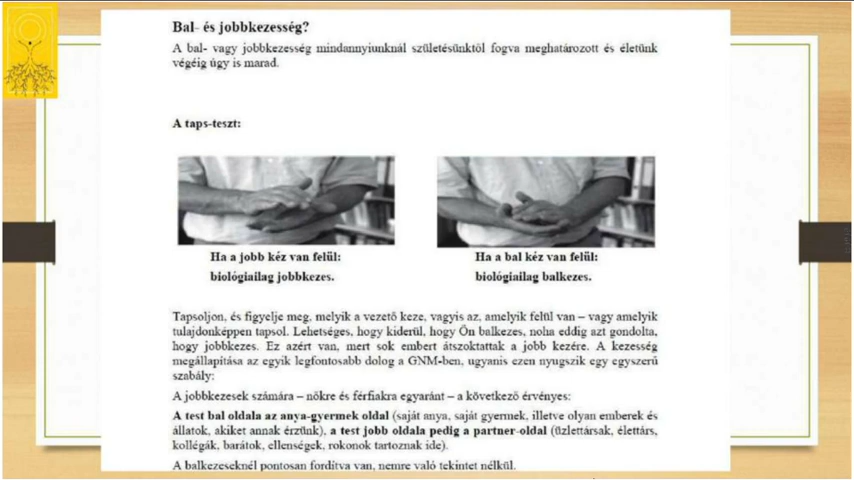 Bal- és jobbkezesség?
A bal- vagy jobbkezesség mindannyiunknál születésünktől fogva meghatározott és életünk
végéig úgy is marad.
A taps-teszt:
Ha a jobb kéz van felül:
biológiailag jobbkezes.
Ha a bal kéz van felül:
biológiailag balkezes.
Tapsoljon, és figyelje meg, melyik a vezető keze, vagyis az, amelyik felül van – vagy amelyik
tulajdonképpen tapsol. Lehetséges, hogy kiderül, hogy Ön balkezes, noha eddig azt gondolta,
hogy jobbkezes. Ez azért van, mert sok embert átszoktattak a jobb kezére. A kezesség
megállapítása az egyik legfontosabb dolog a GNM-ben, ugyanis ezen nyugszik egy egyszerű
szabály:
A jobbkezesek számára – nőkre és férfiakra egyaránt – a következő érvényes:
A test bal oldala az anya-gyermek oldal (saját anya, saját gyermek, illetve olyan emberek és
állatok, akiket annak érzünk), a test jobb oldala pedig a partner-oldal (üzlettársak, élettárs,
kollégák, barátok, ellenségek, rokonok tartoznak ide).
A balkezeseknél pontosan fordítva van, nemre való tekintet nélkül.